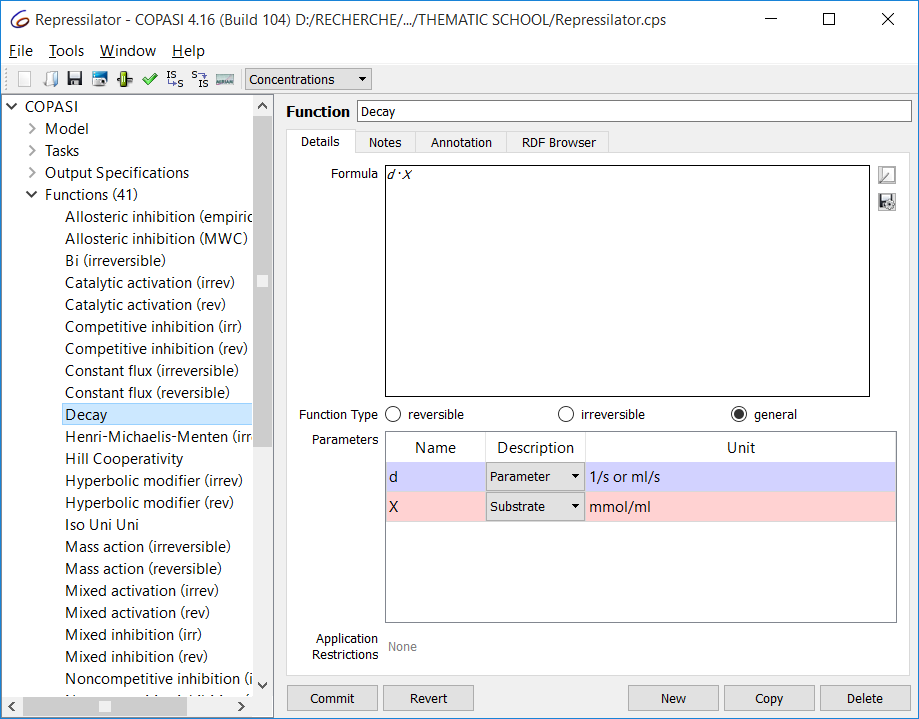 Repressilator - COPASI 4.16 (Build 104) D:/RECHERCHE/.../THEMATIC SCHOOL/Repressilator.cps
File Tools Window Help
Concentrations
COPASI
Model
Tasks
Output Specifications
Functions (41)
Allosteric inhibition (empiric
Allosteric inhibition (MWC)
Bi (irreversible)
Catalytic activation (irrev)
Catalytic activation (rev)
Competitive inhibition (irr)
Competitive inhibition (rev)
Constant flux (irreversible)
Constant flux (reversible)
Decay
Henri-Michaelis-Menten (irr
Hill Cooperativity
Hyperbolic modifier (irrev)
Hyperbolic modifier (rev)
Iso Uni Uni
Mass action (irreversible)
Mass action (reversible)
Mixed activation (irrev)
Mixed activation (rev)
Mixed inhibition (irr)
Mixed inhibition (rev)
Noncompetitive inhibition (i
Function Decay
Details Notes Annotation RDF Browser
Formula d·X
Function Type reversible irreversible general
Parameters Name Description Unit
d Parameter 1/s or ml/s
X Substrate mmol/ml
Application
Restrictions None
Commit Revert New Copy Delete